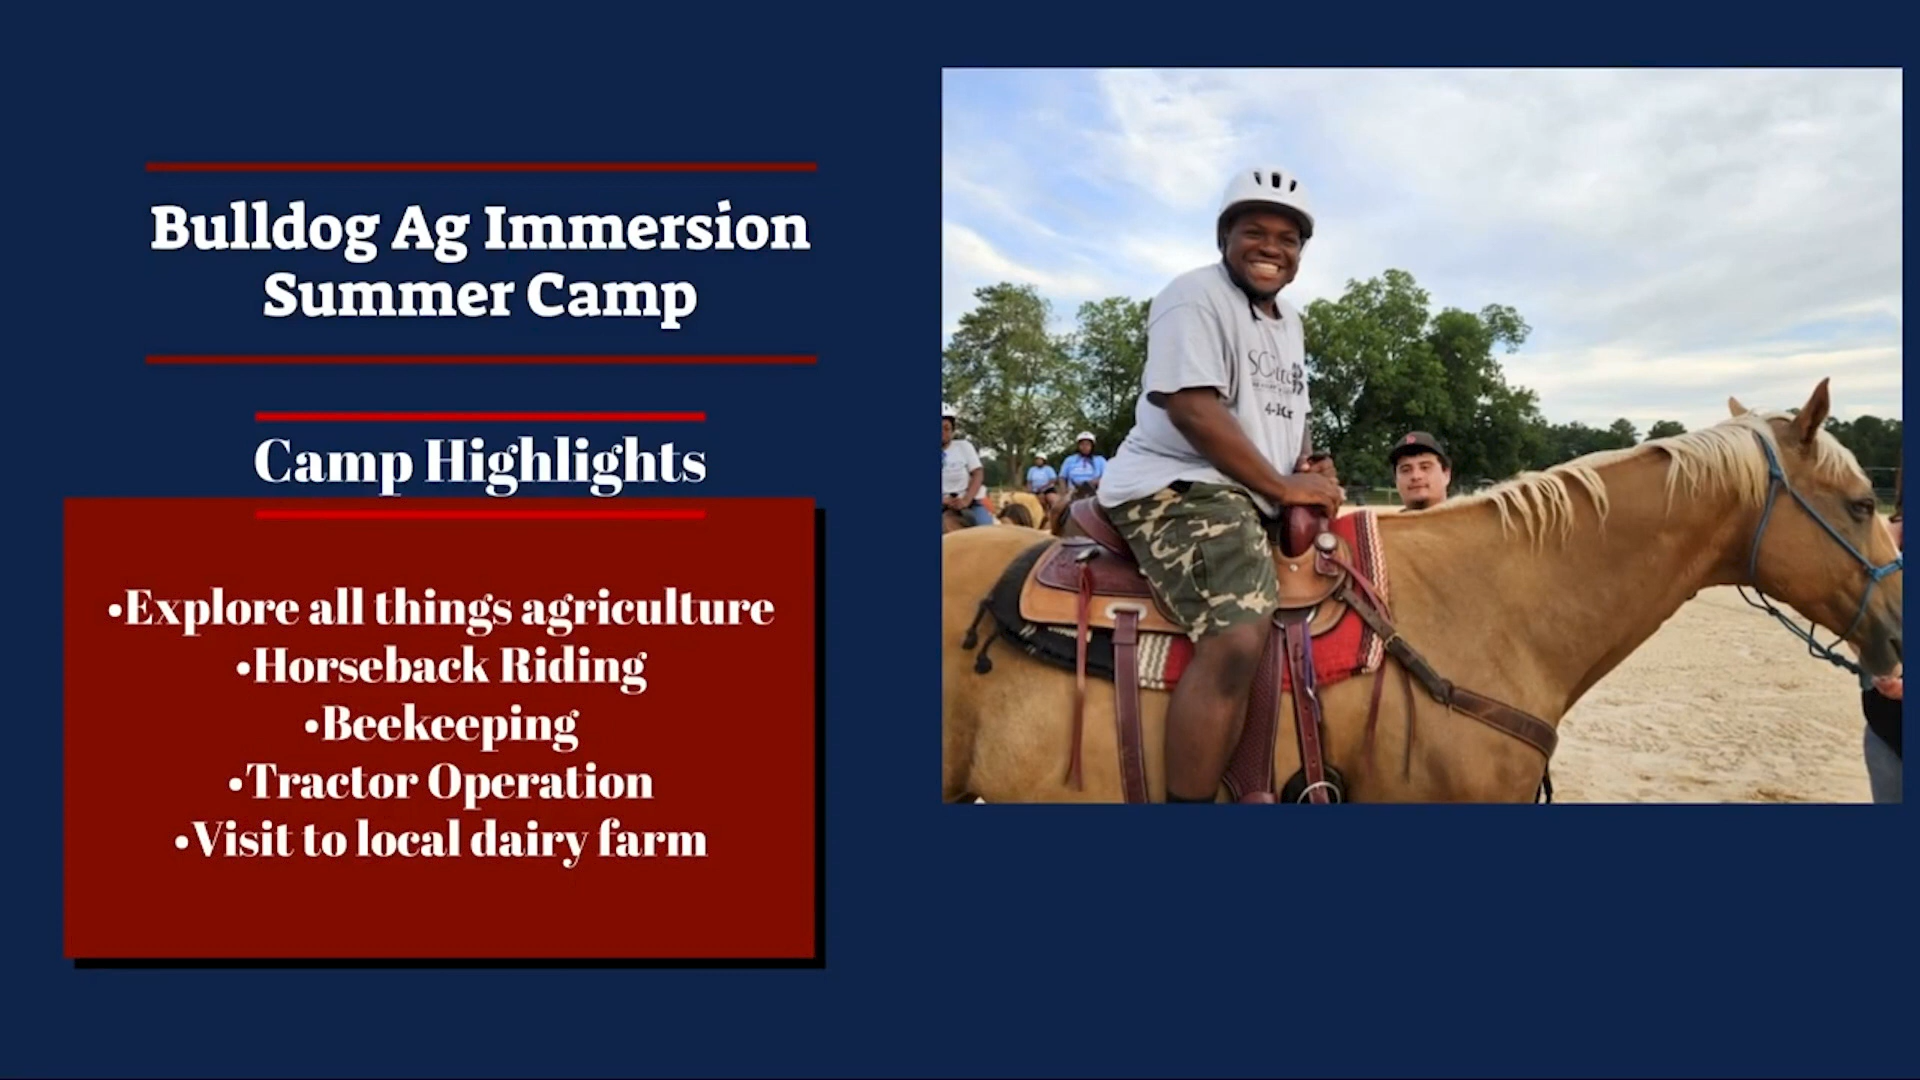 Bulldog Ag Immersion
Summer Camp
Camp Highlights
•Explore all things agriculture
•Horseback Riding
•Beekeeping
•Tractor Operation
•Visit to local dairy farm